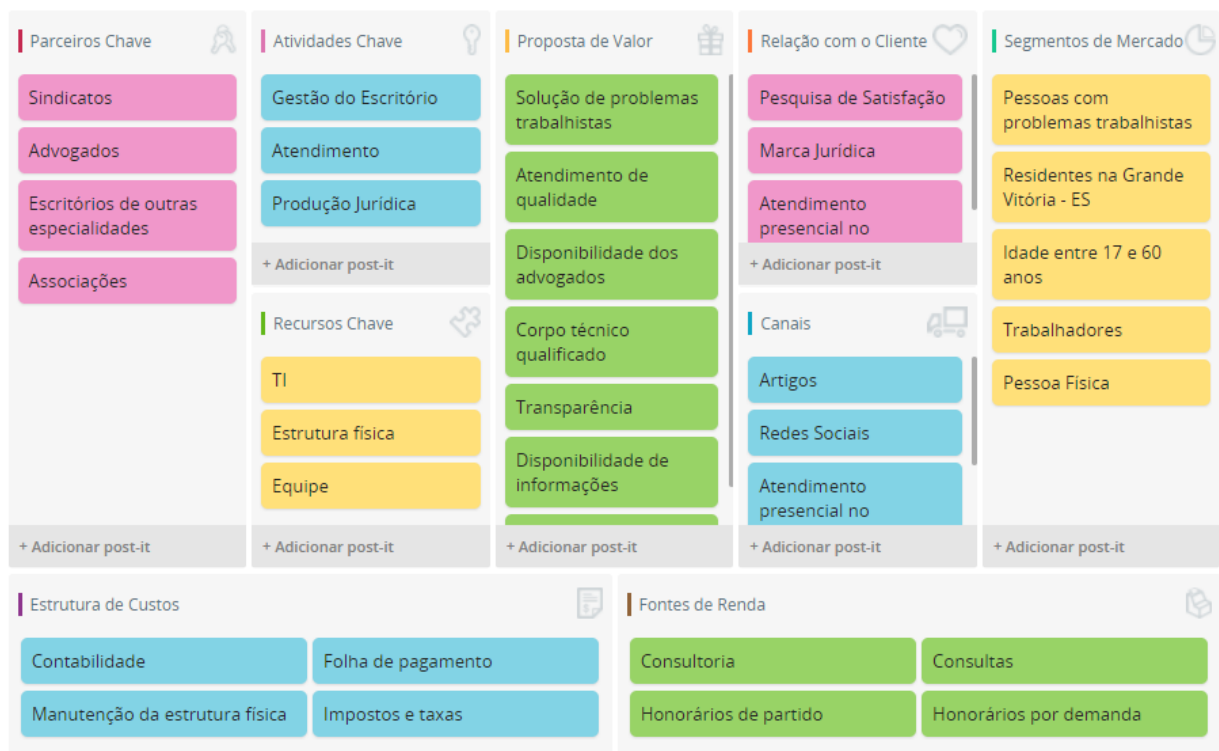 Parceiros Chave
Sindicatos
Advogados
Escritórios de outras
especialidades
Associações
+ Adicionar post-it
Atividades Chave
Gestão do Escritório
Atendimento
Produção Jurídica
+ Adicionar post-it
Recursos Chave
TI
Estrutura física
Equipe
+ Adicionar post-it
Proposta de Valor
Solução de problemas
trabalhistas
Atendimento de
qualidade
Disponibilidade dos
advogados
Corpo técnico
qualificado
Transparência
Disponibilidade de
informações
+ Adicionar post-it
Relação com o Cliente
Pesquisa de Satisfação
Marca Jurídica
Atendimento
presencial no
+ Adicionar post-it
Canais
Artigos
Redes Sociais
Atendimento
presencial no
+ Adicionar post-it
Segmentos de Mercado
Pessoas com
problemas trabalhistas
Residentes na Grande
Vitória - ES
Idade entre 17 e 60
anos
Trabalhadores
Pessoa Física
+ Adicionar post-it
Estrutura de Custos
Contabilidade
Folha de pagamento
Manutenção da estrutura física
Impostos e taxas
Fontes de Renda
Consultoria
Consultas
Honorários de partido
Honorários por demanda